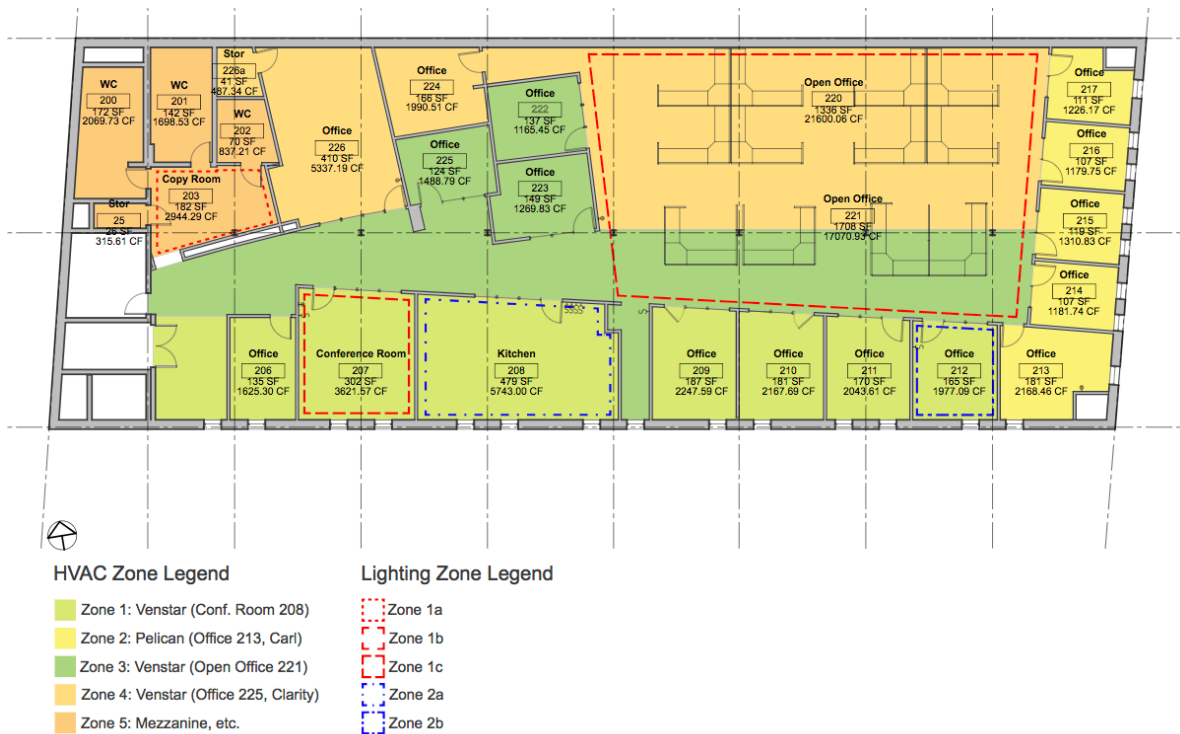 WC
200
172 SF
2069.73 CF
WC
201
142 SF
1698.53 CF
Stor
226a
41 SF
487.34 CF
WC
202
70 SF
837.21 CF
Office
226
410 SF
5337.19 CF
Office
224
166 SF
1990.51 CF
Office
225
124 SF
1488.79 CF
Office
222
137 SF
1165.45 CF
Office
223
149 SF
1269.83 CF
Open Office
220
1336 SF
21600.06 CF
Open Office
221
1708 SF
17070.93 CF
Office
217
111 SF
1226.17 CF
Office
216
107 SF
1179.75 CF
Office
215
119 SF
1310.83 CF
Office
214
107 SF
1181.74 CF
Copy Room
203
182 SF
2944.29 CF
Stor
25
26 SF
315.61 CF
Office
206
135 SF
1625.30 CF
Conference Room
207
302 SF
3621.57 CF
Kitchen
208
479 SF
5743.00 CF
SSSS
S
S
S
S
Office
209
187 SF
2247.59 CF
Office
210
181 SF
2167.69 CF
Office
211
170 SF
2043.61 CF
Office
212
165 SF
1977.09 CF
Office
213
181 SF
2168.46 CF
HVAC Zone Legend
Zone 1: Venstar (Conf. Room 208)
Zone 2: Pelican (Office 213, Carl)
Zone 3: Venstar (Open Office 221)
Zone 4: Venstar (Office 225, Clarity)
Zone 5: Mezzanine, etc.
Lighting Zone Legend
Zone 1a
Zone 1b
Zone 1c
Zone 2a
Zone 2b